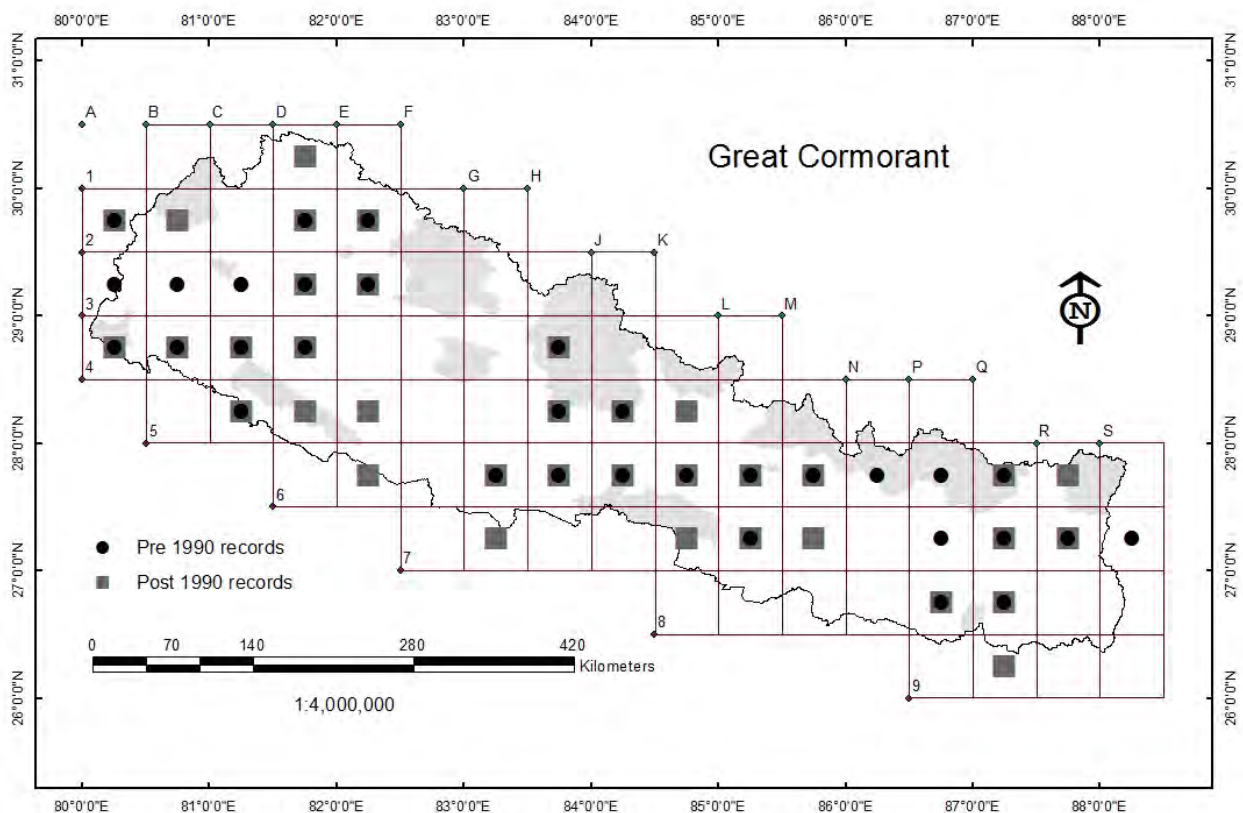 80°0'0"E 81°0'0"E 82°0'0"E 83°0'0"E 84°0'0"E 85°0'0"E 86°0'0"E 87°0'0"E 88°0'0"E
31°0'0"N 31°0'0"N
A B C D E F
Great Cormorant
30°0'0"N 1 G H 30°0'0"N
2 J K
29°0'0"N 3 L M N 29°0'0"N
4 N P Q
28°0'0"N 5 R S 28°0'0"N
6
Pre 1990 records
27°0'0"N 7 27°0'0"N
Post 1990 records
8
0 70 140 280 420
Kilometers
26°0'0"N 9 26°0'0"N
1:4,000,000
80°0'0"E 81°0'0"E 82°0'0"E 83°0'0"E 84°0'0"E 85°0'0"E 86°0'0"E 87°0'0"E 88°0'0"E